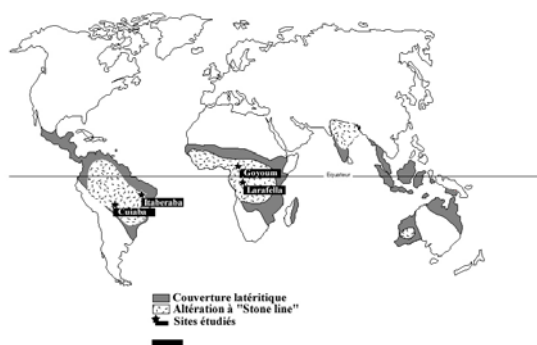 Goyoum
Equateur
Larafella
Itaberaba
Cuiaba
Couverture latéritique
Altération à "Stone line"
Sites étudiés